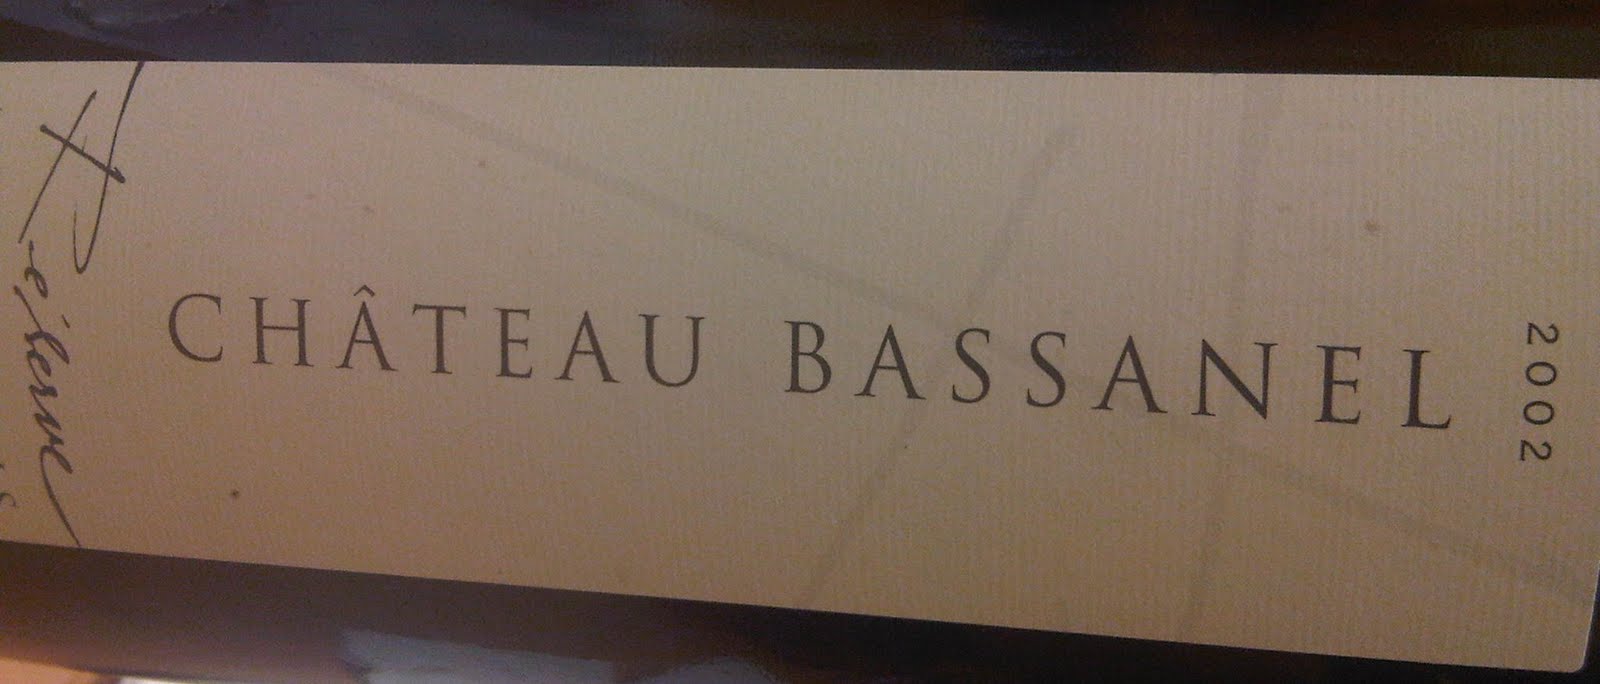 Réserve
CHÂTEAU BASSANEL
2002